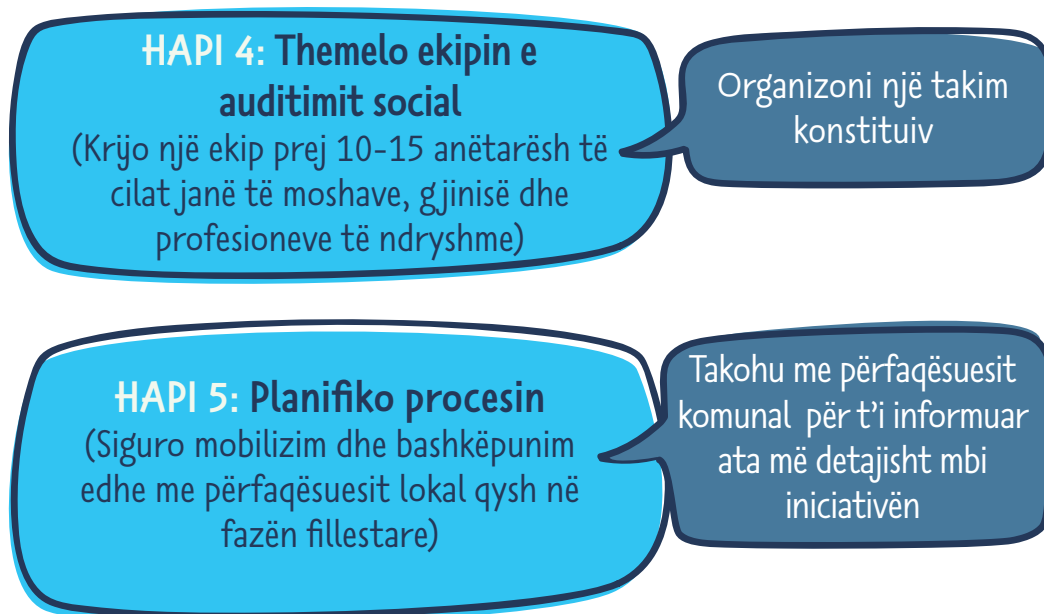 HAPI 4: Themelo ekipin e
auditimit social
(Krijo një ekip prej 10-15 anëtarësh të
cilat janë të moshave, gjinisë dhe
profesioneve të ndryshme)
Organizoni një takim
konstituiv
HAPI 5: Planifiko procesin
(Siguro mobilizim dhe bashkëpunim
edhe me përfaqësuesit lokal qysh në
fazën fillestare)
Takohu me përfaqësuesit
komunal për t'i informuar
ata më detajisht mbi
iniciativën